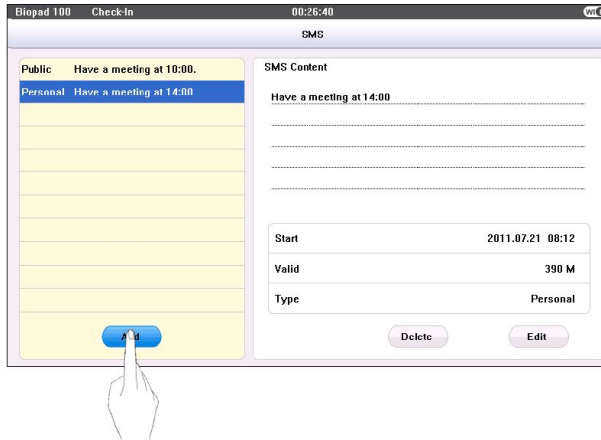 Biopad 100 Check-In 00:26:40
SMS
Public Have a meeting at 10:00.
Personal Have a meeting at 14:00
Add
SMS Content
Have a meeting at 14:00
Start 2011.07.21 08:12
Valid 390 M
Type Personal
Delete Edit